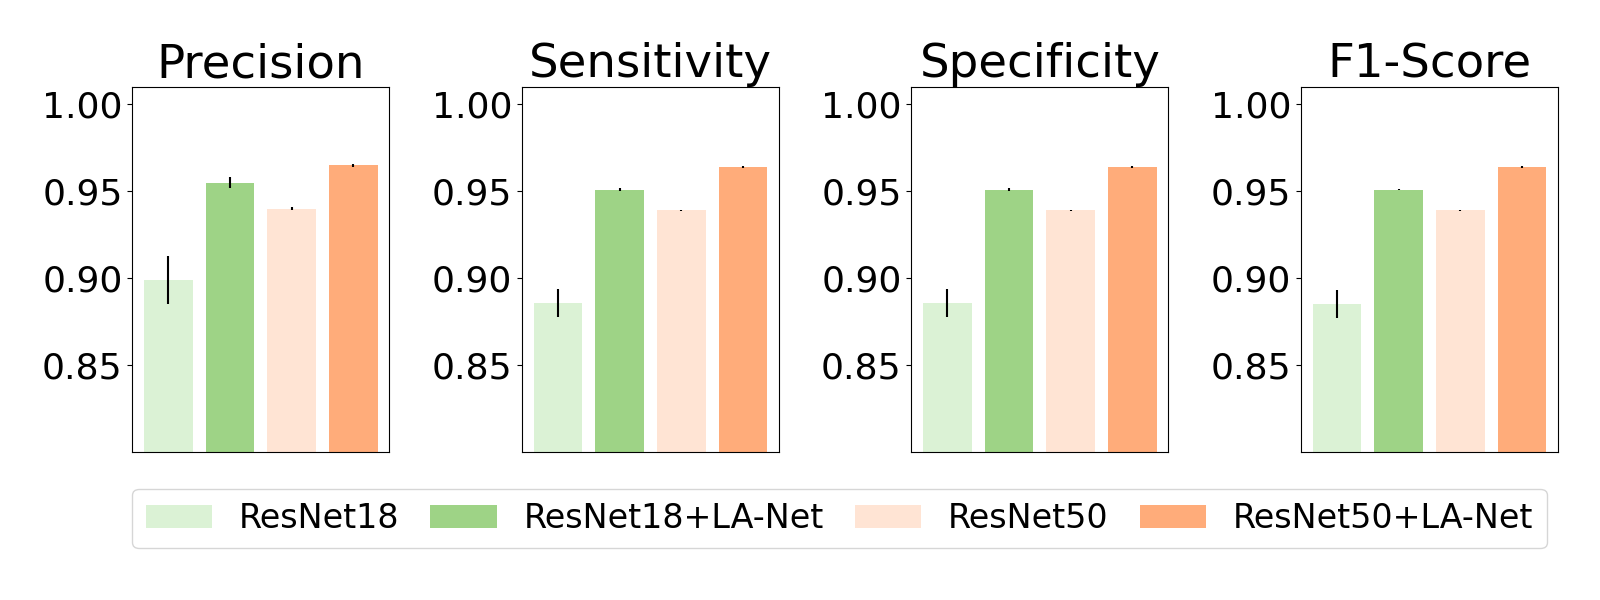 Precision
Sensitivity
Specificity
F1-Score
1.00
0.95
0.90
0.85
1.00
0.95
0.90
0.85
1.00
0.95
0.90
0.85
1.00
0.95
0.90
0.85
ResNet18
ResNet18+LA-Net
ResNet50
ResNet50+LA-Net